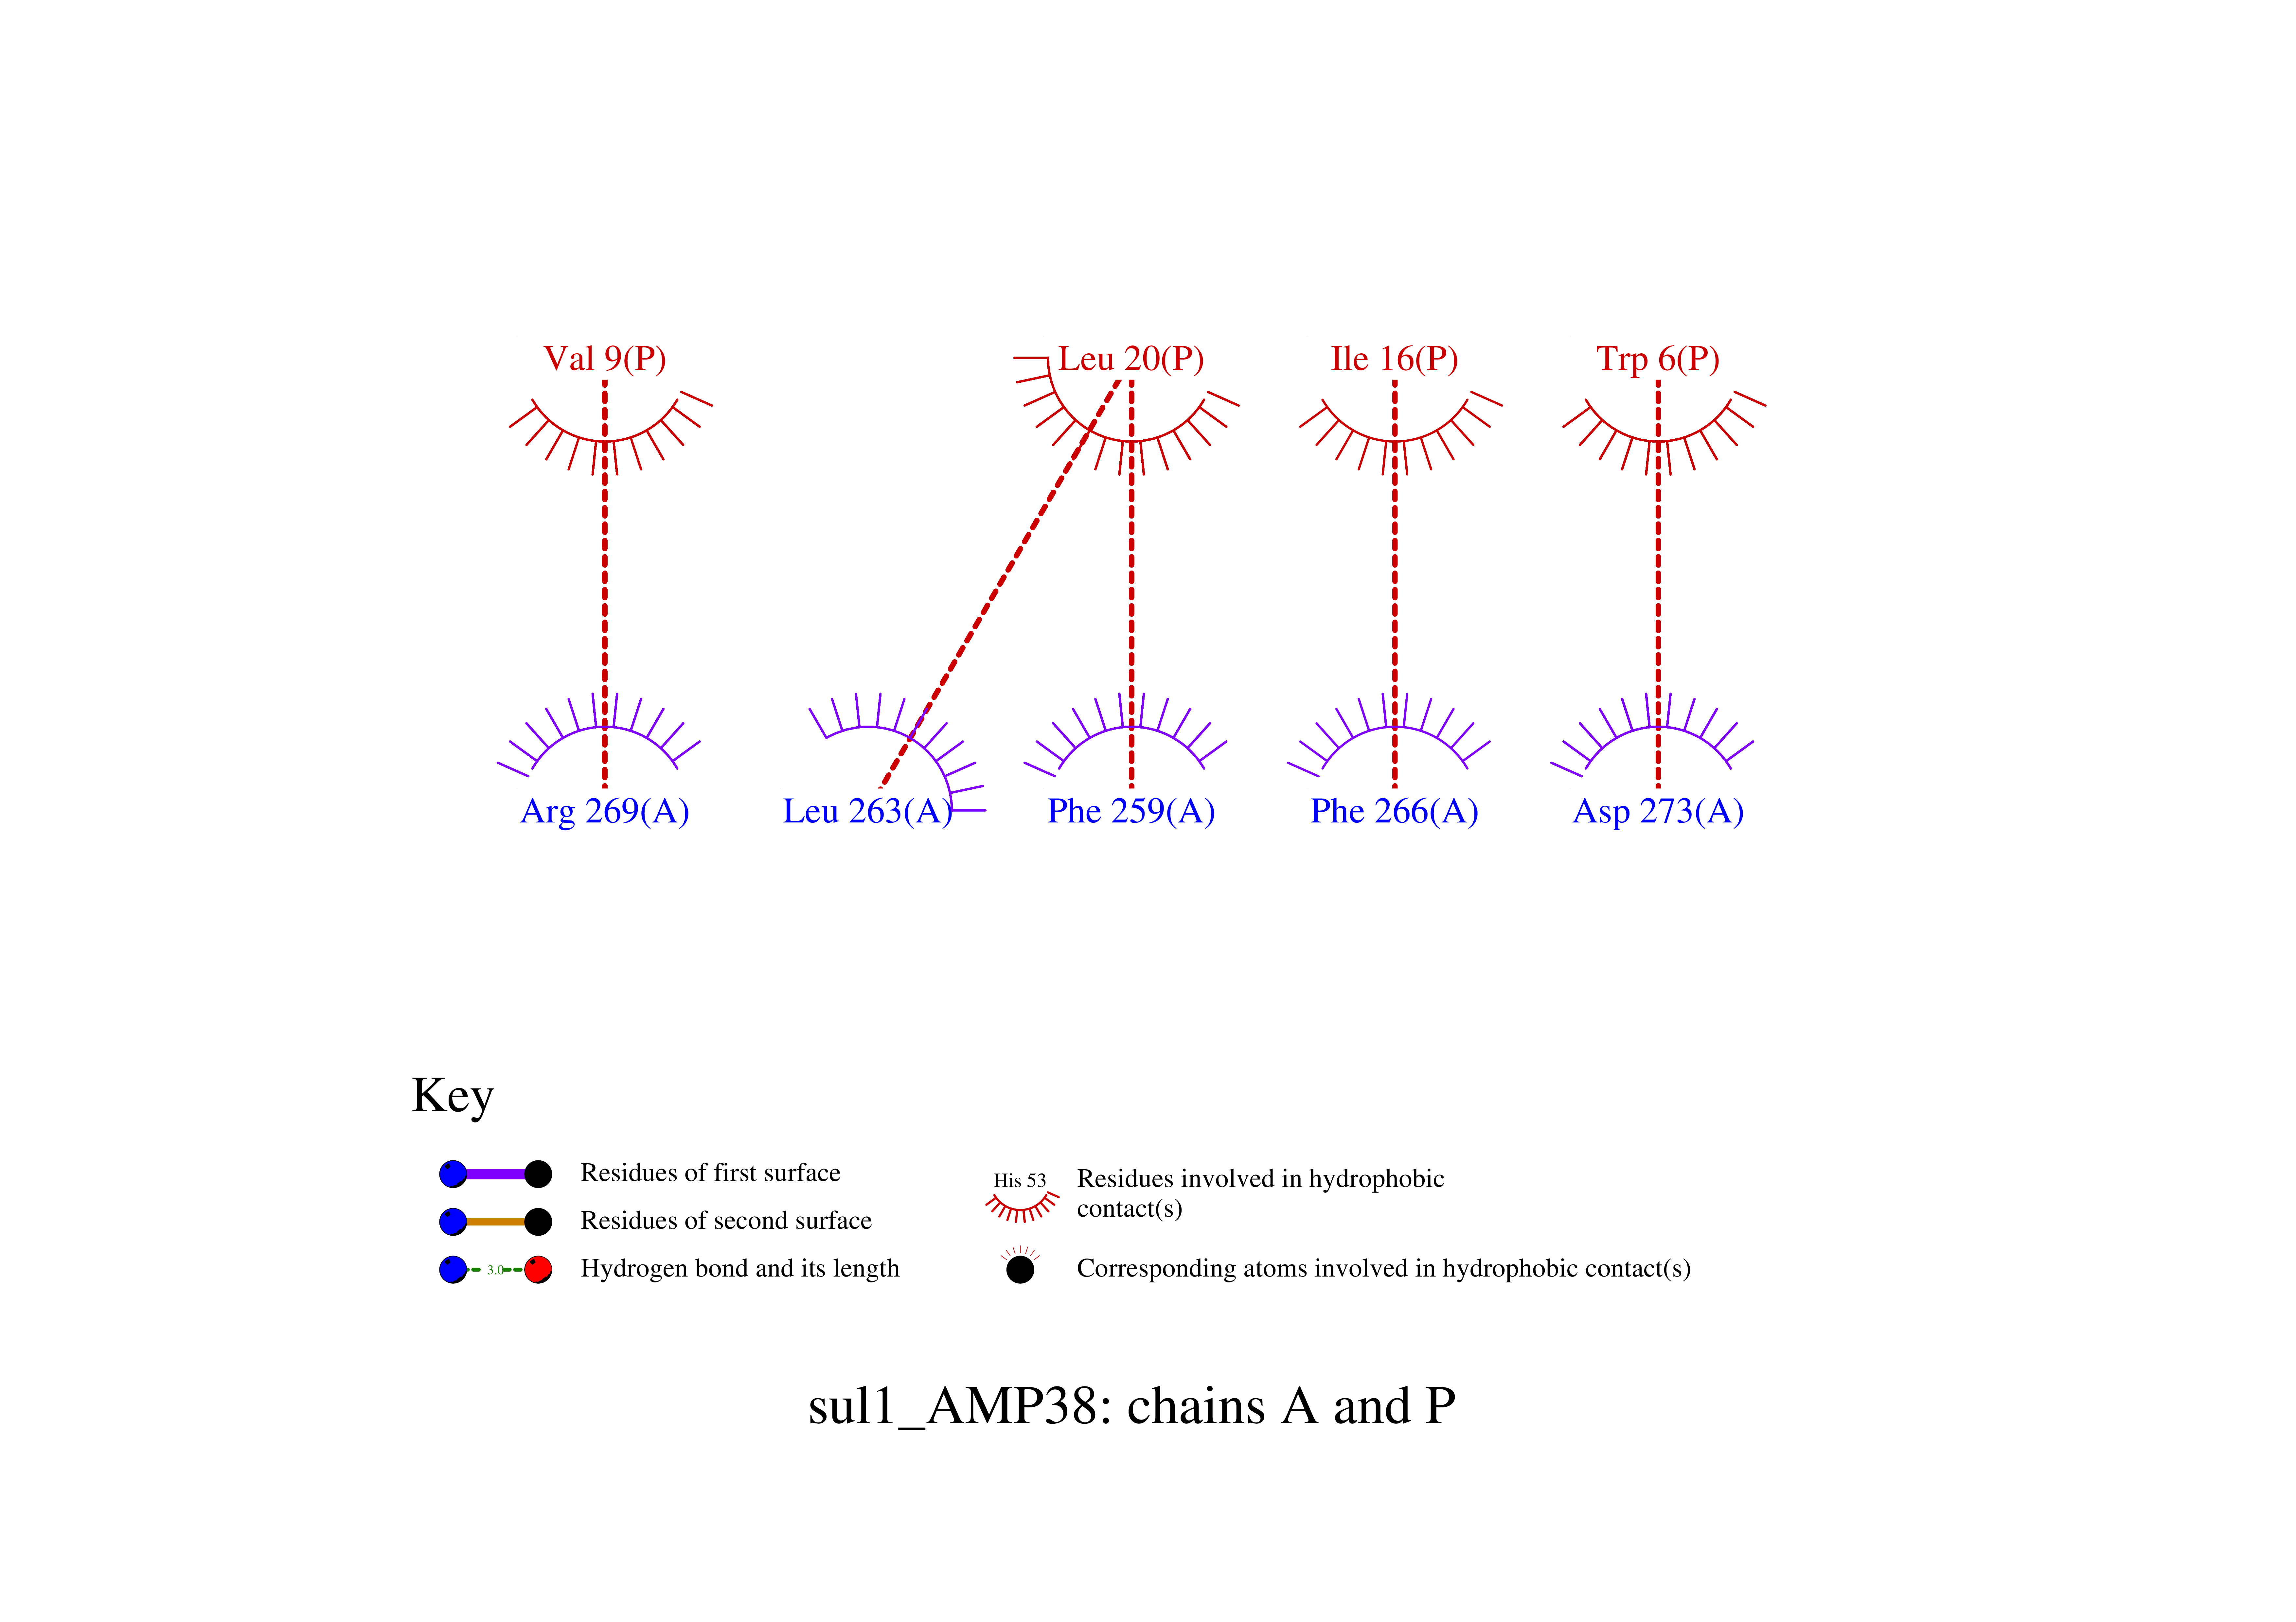 Val 9(P) Leu 20(P) Ile 16(P) Trp 6(P)
Arg 269(A) Leu 263(A) Phe 259(A) Phe 266(A) Asp 273(A)
Key
Residues of first surface
Residues of second surface
3.0 Hydrogen bond and its length
His 53 Residues involved in hydrophobic
contact(s)
Corresponding atoms involved in hydrophobic contact(s)
sul1_AMP38: chains A and P